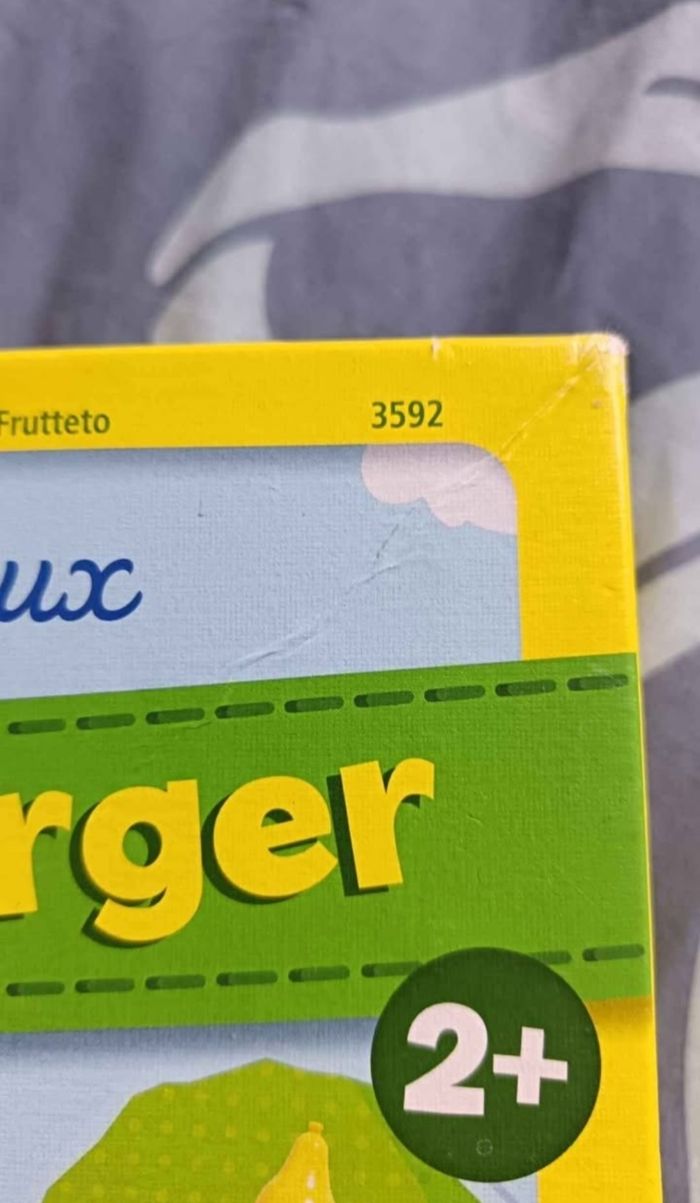 Frutteto 3592
ux
rger
2+